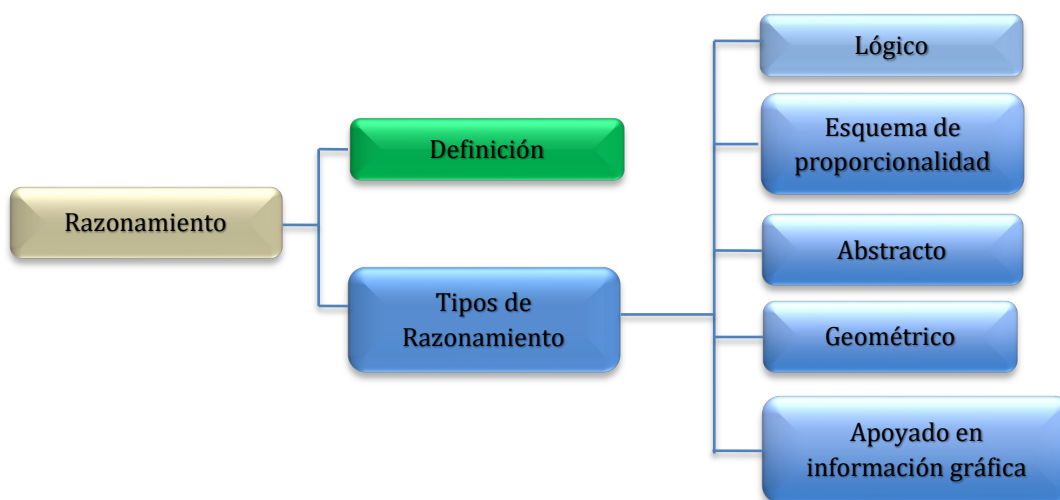 Razonamiento
Definición
Tipos de
Razonamiento
Lógico
Esquema de
proporcionalidad
Abstracto
Geométrico
Apoyado en
información gráfica